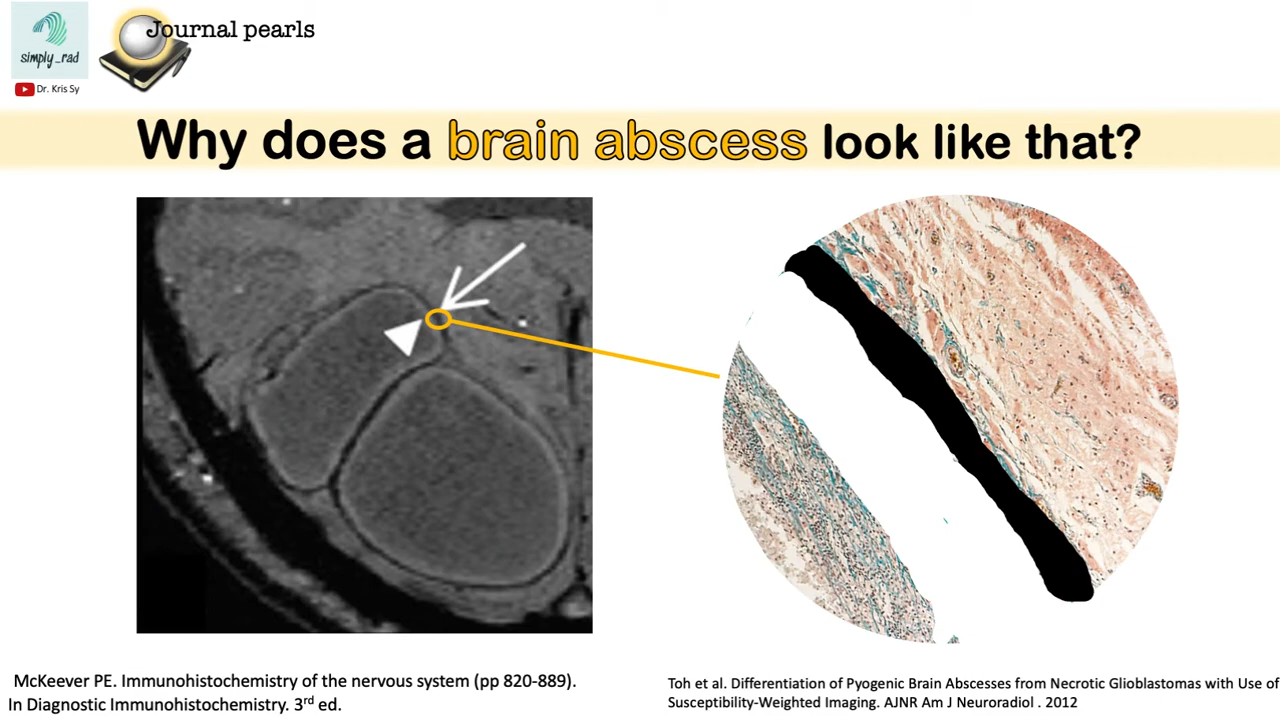 simply_rad
Dr. Kris Sy
Journal pearls
Why does a brain abscess look like that?
McKeever PE. Immunohistochemistry of the nervous system (pp 820-889).
In Diagnostic Immunohistochemistry. 3rd ed.
Toh et al. Differentiation of Pyogenic Brain Abscesses from Necrotic Glioblastomas with Use of
Susceptibility-Weighted Imaging. AJNR Am J Neuroradiol . 2012